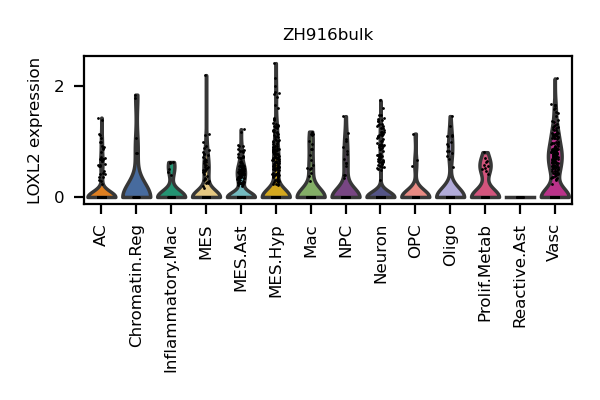 ZH916bulk
LOXL2 expression
2
0
AC
Chromatin.Reg
Inflammatory.Mac
MES
MES.Ast
MES.Hyp
Mac
NPC
Neuron
OPC
Oligo
Prolif.Metab
Reactive.Ast
Vasc